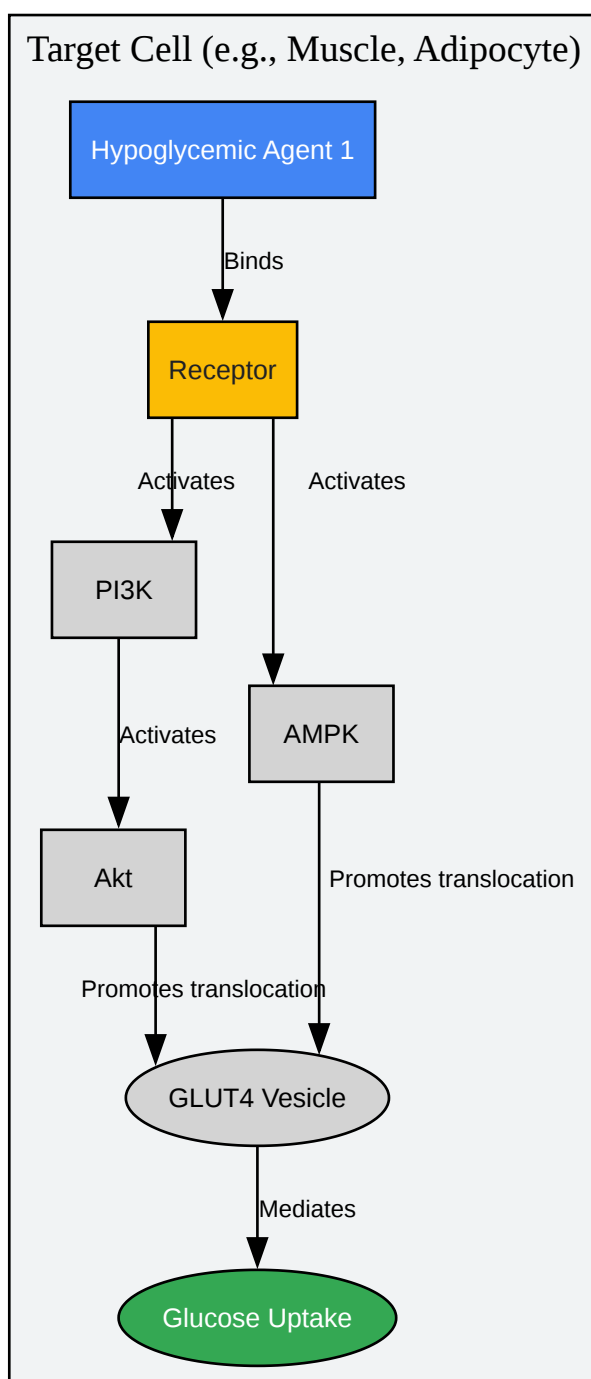 Target Cell (e.g., Muscle, Adipocyte)
Hypoglycemic Agent 1
Binds
Receptor
Activates
Activates
PI3K
Activates
AMPK
Akt
Promotes translocation
Promotes translocation
GLUT4 Vesicle
Mediates
Glucose Uptake